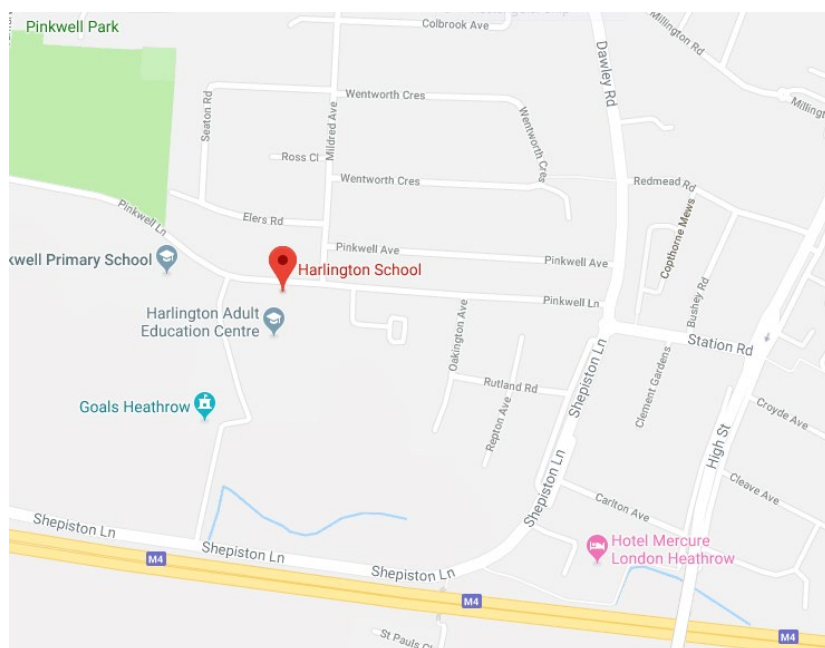 Pinkwell Park
Colbrook Ave
Millington Rd
Dawley Rd
Millingt
Wentworth Cres
Seaton Rd
Mildred Ave
Wentworth Cres
Ross Cl
Wentworth Cres
Redmead Rd
Pinkwell Ln
Elers Rd
Copthorne Mews
Pinkwell Ave
Pinkwell Ave
kwell Primary School
Harlington School
Bushey Rd
Pinkwell Ln
Harlington Adult
Education Centre
Oakington Ave
Station Rd
Shepiston Ln
Clement Gardens
Rutland Rd
Repton Ave
Goals Heathrow
Croyde Ave
High St
Cleave Ave
Shepiston Ln
Carlton Ave
Shepiston Ln
Hotel Mercure
London Heathrow
Shepiston Ln
M4
Shepiston Ln
M4
M4
St Pauls Cl